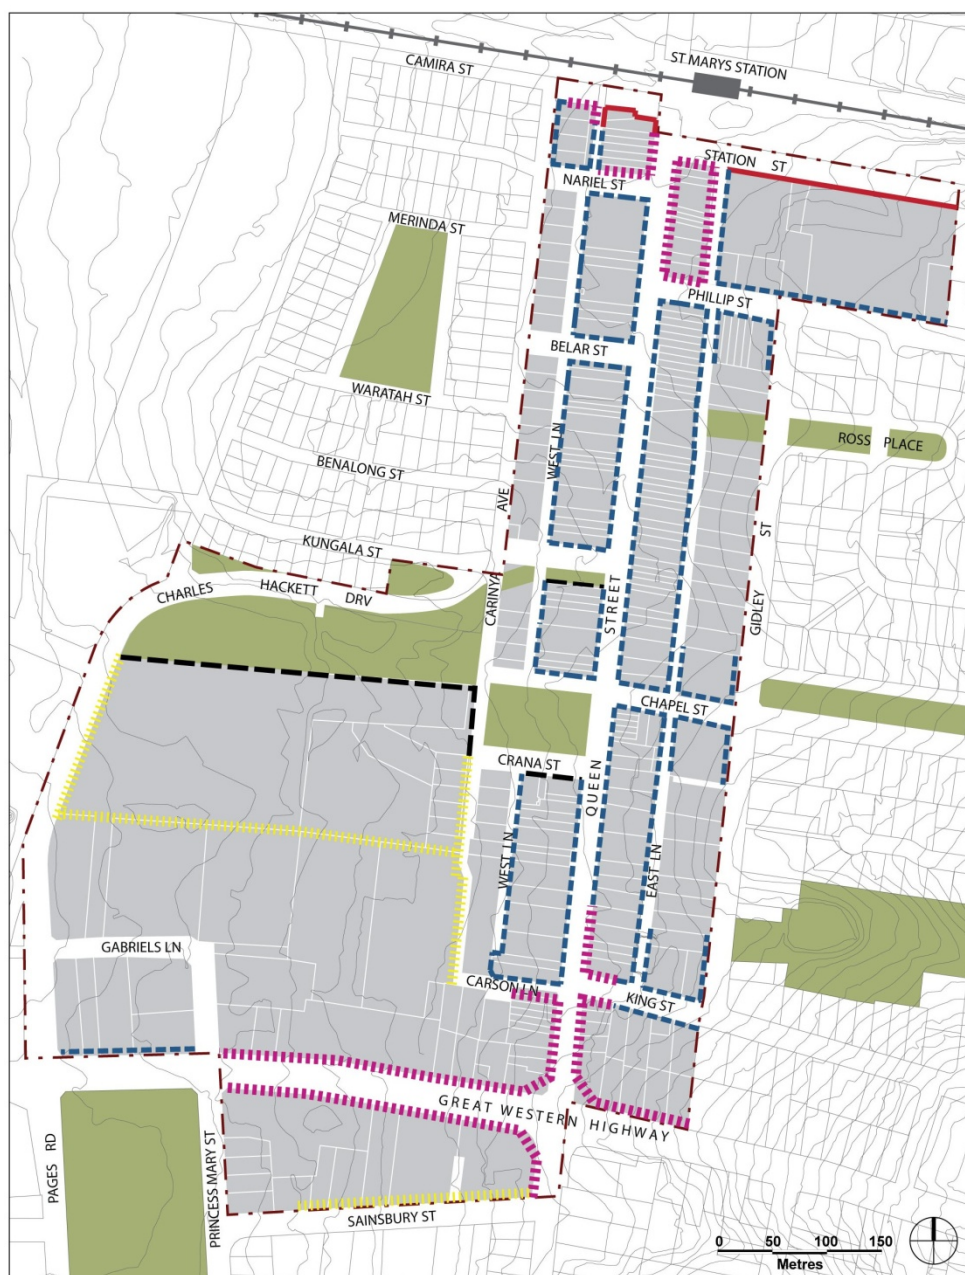 ST MARYS STATION
CAMIRA ST
STATION ST
NARIEL ST
MERINDA ST
PHILLIP ST
BELAR ST
WARATAH ST
ROSS PLACE
WEST LN
BENALONG ST
AVE
ST
KUNGALA ST
CHARLES HACKETT DRV
CARINYA
STREET
GIDLEY
CHAPEL ST
CRANA ST
QUEEN
WEST LN
EAST LN
GABRIELS LN
CARSON LN
KING ST
GREAT WESTERN HIGHWAY
PAGES RD
PRINCESS MARY ST
SAINSBURY ST
0 50 100 150
Metres